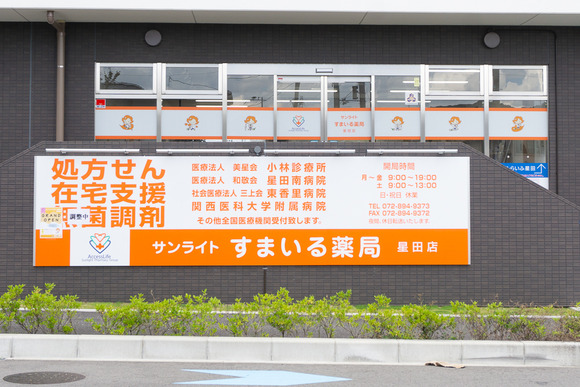 サンライト
すまいる薬局
処方せん
在宅支援
菌調剤
GRAND
OPEN
調整中
医療法人 美星会 小林診療所
医療法人 和敬会 星田南病院
社会医療法人 三上会 東香里病院
関西医科大学附属病院
その他全国医療機関受付致します。
開局時間
月～金 9:00～19:00
土 9:00～13:00
日・祝日 休業
TEL 072-894-9373
FAX 072-894-9372
AccessLife
サンライト すまいる薬局 星田店